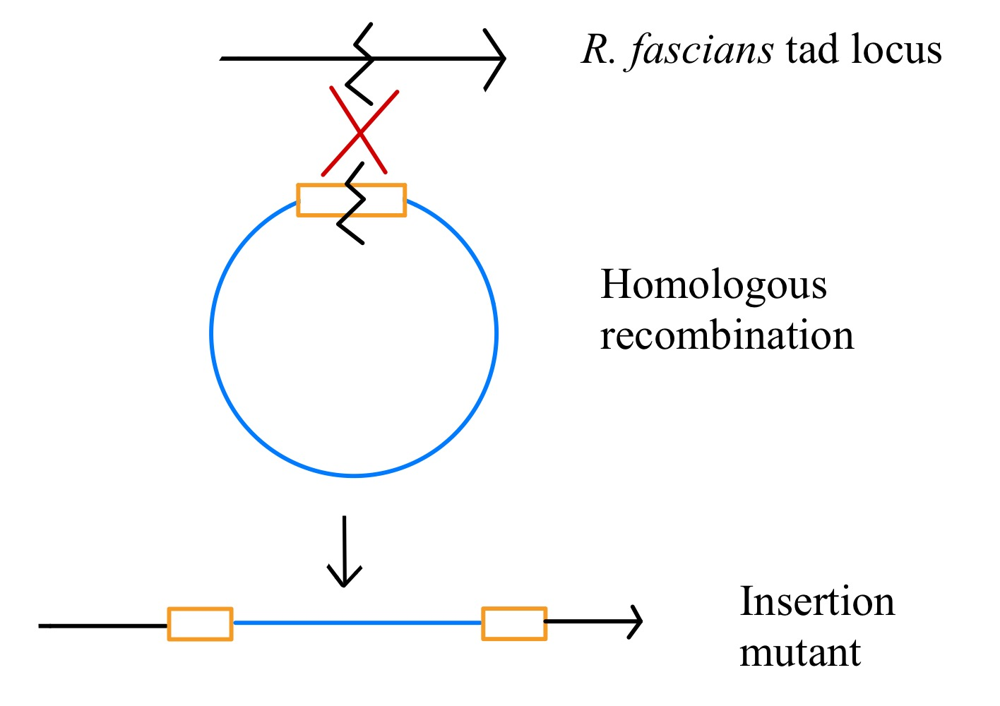 R. fascians tad locus
Homologous
recombination
Insertion
mutant